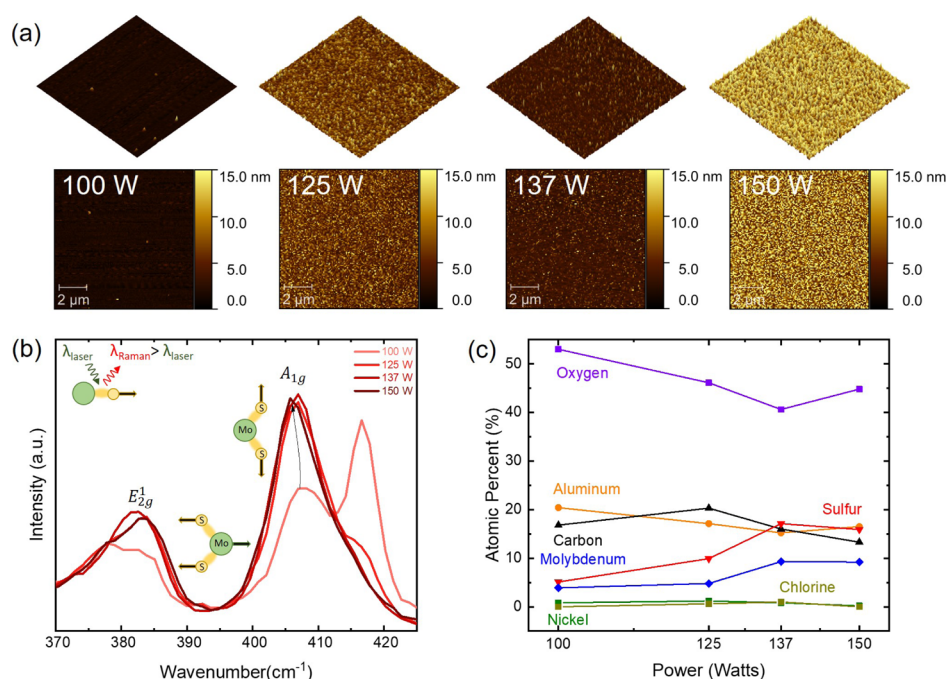 (a)
100 W
15.0 nm
10.0
5.0
0.0
2 μm
125 W
15.0 nm
10.0
5.0
0.0
2 μm
137 W
15.0 nm
10.0
5.0
0.0
2 μm
150 W
15.0 nm
10.0
5.0
0.0
2 μm
(b)
λlaser
λRaman> λlaser
100 W
125 W
137 W
150 W
A1g
S
Mo
S
E12g
S
Mo
S
Intensity (a.u.)
370 380 390 400 410 420
Wavenumber(cm-1)
(c)
Atomic Percent (%)
50
40
30
20
10
0
Oxygen
Aluminum
Sulfur
Carbon
Molybdenum
Chlorine
Nickel
100 125 137 150
Power (Watts)